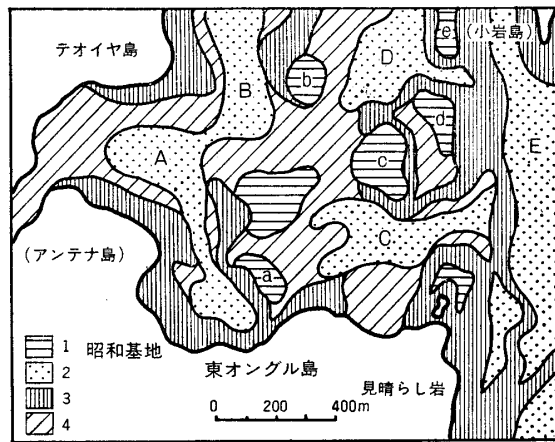 テオイヤ島
(小岩島)
e
b
D
B
d
A
c
E
C
(アンテナ島)
a
1 昭和基地
2
3
4
東オングル島
見晴らし岩
0 200 400m